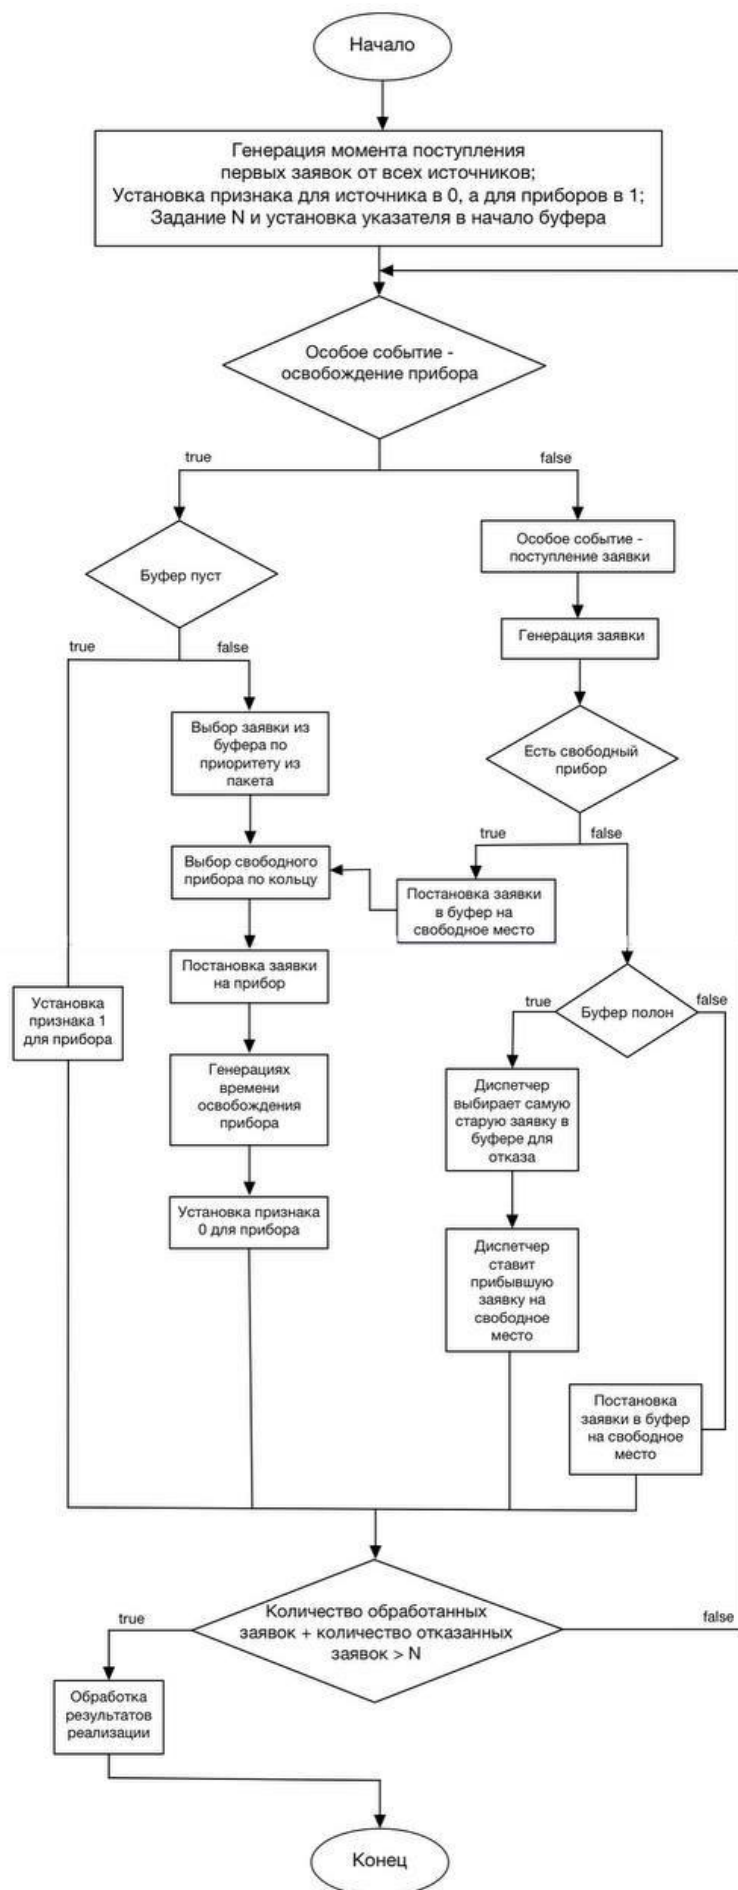 Начало
Генерация момента поступления
первых заявок от всех источников;
Установка признака для источника в 0, а для приборов в 1;
Задание N и установка указателя в начало буфера
Особое событие -
освобождение прибора
true
false
Буфер пуст
Особое событие -
поступление заявки
true
false
Генерация заявки
Выбор заявки из
буфера по
приоритету из
пакета
Есть свободный
прибор
true
false
Выбор свободного
прибора по кольцу
Постановка заявки
в буфер на
свободное место
Постановка заявки
на прибор
Установка
признака 1
для прибора
true
Буфер полон
false
Генерациях
времени
освобождения
прибора
Диспетчер
выбирает самую
старую заявку в
буфере для
отказа
Установка признака
0 для прибора
Диспетчер
ставит
прибывшую
заявку на
свободное
место
Постановка
заявки в буфер
на свободное
место
true
Количество обработанных
заявок + количество отказанных
заявок > N
false
Обработка
результатов
реализации
Конец